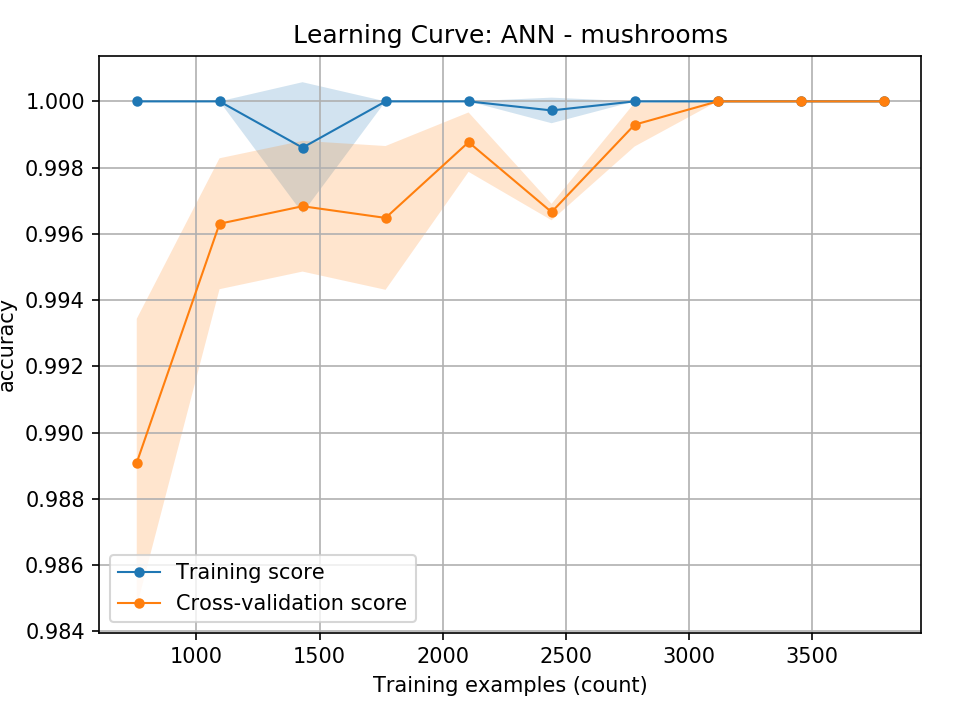 Learning Curve: ANN - mushrooms
1.000
0.998
0.996
0.994
0.992
0.990
0.988
0.986
0.984
accuracy
Training score
Cross-validation score
1000 1500 2000 2500 3000 3500
Training examples (count)